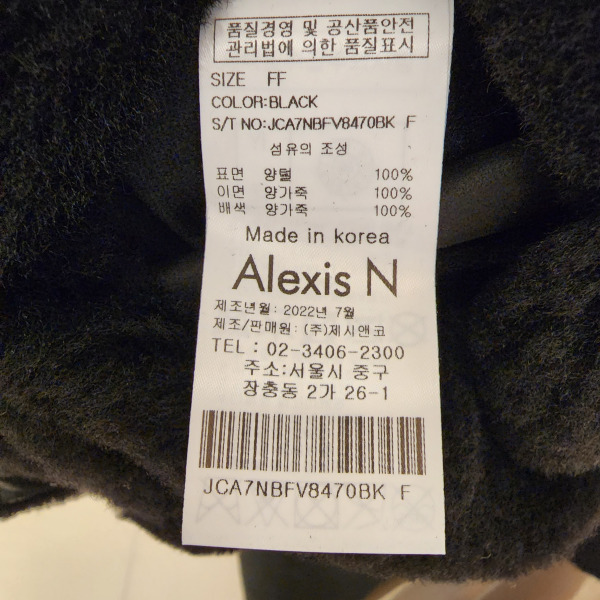 품질경영 및 공산품안전
관리법에 의한 품질표시
SIZE FF
COLOR:BLACK
S/T NO:JCA7NBFV8470BK F
섬유의 조성
표면 양털 100%
이면 양가죽 100%
배색 양가죽 100%
Made in korea
Alexis N
제조년월: 2022년 7월
제조/판매원: (주)제시앤코
TEL : 02-3406-2300
주소:서울시 중구
장충동 2가 26-1
JCA7NBFV8470BK F